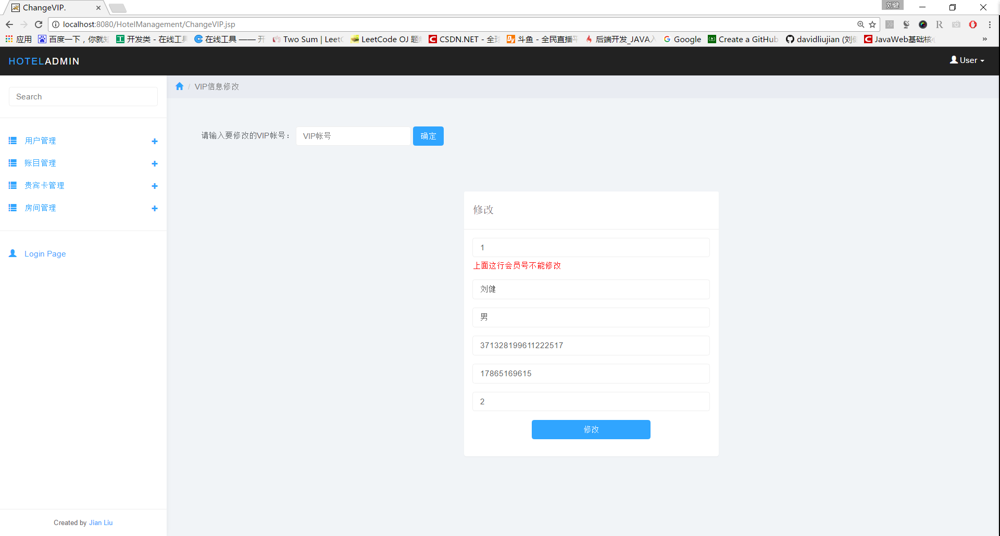 ChangeVIP.
刘健
localhost:8080/HotelManagement/ChangeVIP.jsp
应用 百度一下，你就知 开发类 - 在线工具 在线工具 —— 开 Two Sum | LeetC LeetCode OJ 题 CSDN.NET - 全球 斗鱼 - 全民直播平 后端开发_JAVA入 Google Create a GitHub davidliujian (刘健 JavaWeb基础核心 »
HOTELADMIN
User
Search
/ VIP信息修改
请输入要修改的VIP帐号： VIP帐号 确定
用户管理
账目管理
贵宾卡管理
房间管理
Login Page
修改
1
上面这行会员号不能修改
刘健
男
371328199611222517
17865169615
2
修改
Created by Jian Liu